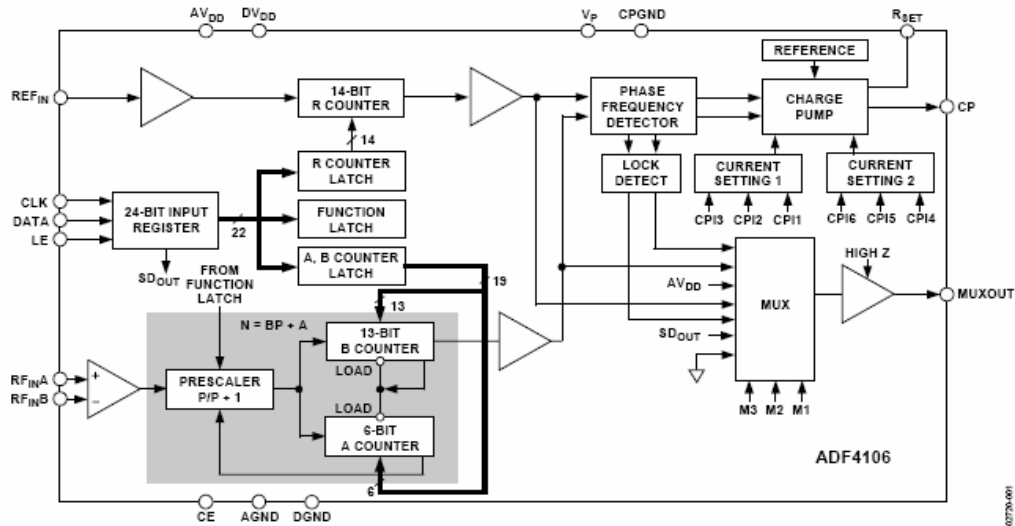 AVDD DVDD VP CPGND RSET
REFERENCE
REFIN
14-BIT
R COUNTER
PHASE
FREQUENCY
DETECTOR
CHARGE
PUMP
CP
14
R COUNTER
LATCH
LOCK
DETECT
CURRENT
SETTING 1
CURRENT
SETTING 2
CPI3 CPI2 CPI1 CPI6 CPI5 CPI4
CLK
DATA
LE
24-BIT INPUT
REGISTER
22
FUNCTION
LATCH
SDOUT
A, B COUNTER
LATCH
19
FROM
FUNCTION
LATCH
13
HIGH Z
AVDD
MUX
MUXOUT
SDOUT
N = BP + A
13-BIT
B COUNTER
LOAD
RFINA
RFINB
+
–
PRESCALER
P/P + 1
LOAD
6-BIT
A COUNTER
6
M3 M2 M1
ADF4106
CE AGND DGND
02720-001